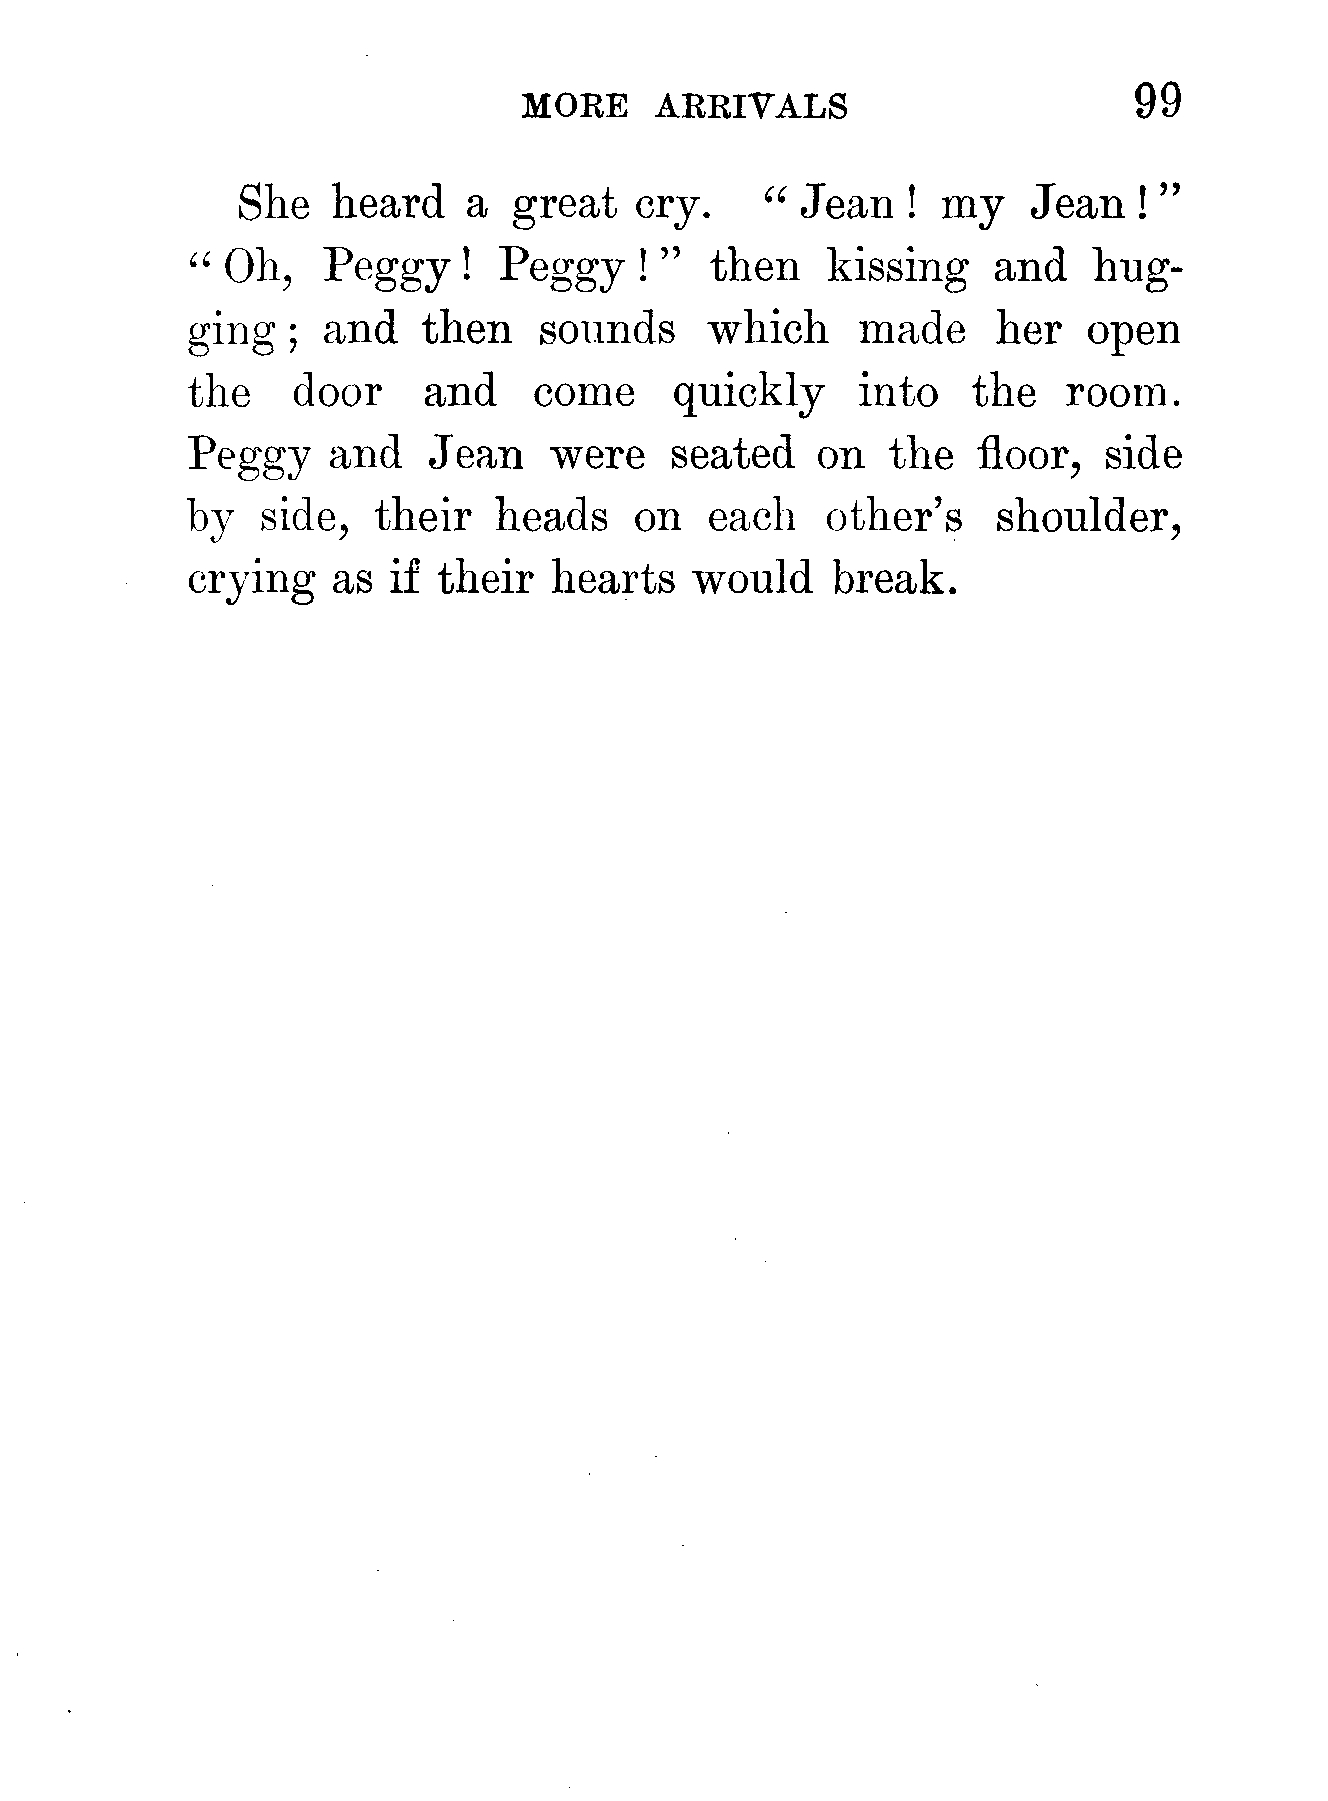 MORE ARRIVALS 99
She heard a great cry. “Jean! my Jean!”
“Oh, Peggy! Peggy!” then kissing and hug-
ging; and then sounds which made her open
the door and come quickly into the room.
Peggy and Jean were seated on the floor, side
by side, their heads on each other’s shoulder,
crying as if their hearts would break.